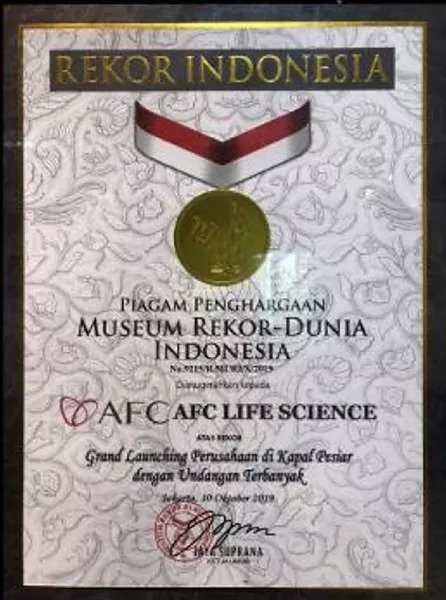 REKOR INDONESIA
PIAGAM PENGHARGAAN
MUSEUM REKOR-DUNIA
INDONESIA
Dianugerahkan kepada
AFC AFC LIFE SCIENCE
ATAS REKOR
Grand Launching Perusahaan di Kapal Pesiar
dengan Undangan Terbanyak
Jakarta, 10 Oktober 2019
JAYA SUPRANA